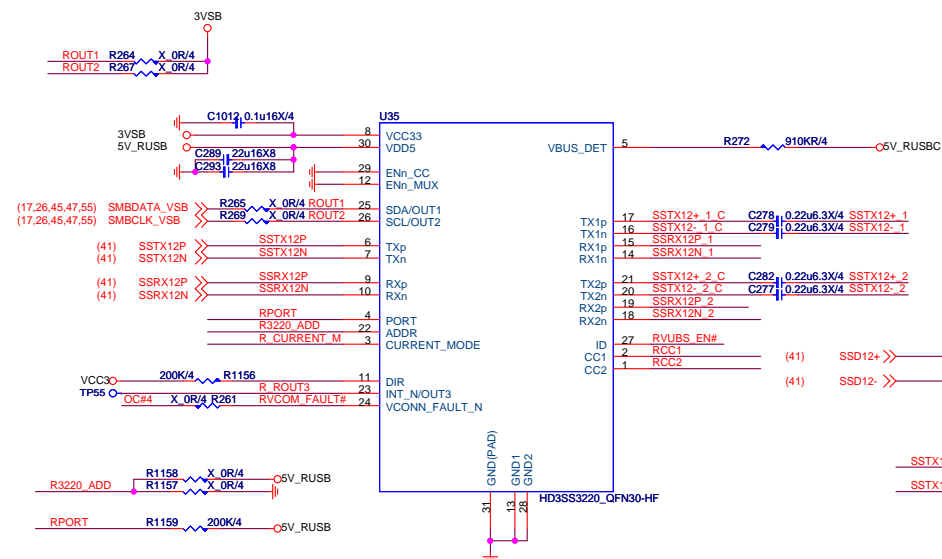 3VSB
ROUT1 R264 X_0R/4
ROUT2 R267 X_0R/4
C1012 0.1u16X/4 U35
3VSB 8 VCC33
5V_RUSB 30 VDD5 VBUS_DET 5 R272 910KR/4 5V_RUSBC
C289 22u16X8
C293 22u16X8
29 ENn_CC
12 ENn_MUX
(17,26,45,47,55) SMBDATA_VSB R265 X_0R/4 ROUT1 25 SDA/OUT1
(17,26,45,47,55) SMBCLK_VSB R269 X_0R/4 ROUT2 26 SCL/OUT2
TX1p 17 SSTX12+_1_C C278 0.22u6.3X/4 SSTX12+_1
TX1n 16 SSTX12-_1_C C279 0.22u6.3X/4 SSTX12-_1
(41) SSTX12P SSTX12P 6 TXp RX1p 15 SSRX12P_1
(41) SSTX12N SSTX12N 7 TXn RX1n 14 SSRX12N_1
(41) SSRX12P SSRX12P 9 RXp TX2p 21 SSTX12+_2_C C282 0.22u6.3X/4 SSTX12+_2
(41) SSRX12N SSRX12N 10 RXn TX2n 20 SSTX12-_2_C C277 0.22u6.3X/4 SSTX12-_2
RX2p 19 SSRX12P_2
RPORT 4 PORT RX2n 18 SSRX12N_2
R3220_ADD 22 ADDR
R_CURRENT_M 3 CURRENT_MODE ID 27 RVUBS_EN#
CC1 2 RCC1 (41) SSD12+
CC2 1 RCC2
VCC3 200K/4 R1156 11 DIR (41) SSD12-
TP55 R_ROUT3 23 INT_N/OUT3
OC#4 X_0R/4 R261 RVCOM_FAULT# 24 VCONN_FAULT_N
GND(PAD) GND1 GND2
SSTX1
R1158 X_0R/4 5V_RUSB
R3220_ADD R1157 X_0R/4 SSTX1
HD3SS3220_QFN30-HF
31 13 28
RPORT R1159 200K/4 5V_RUSB